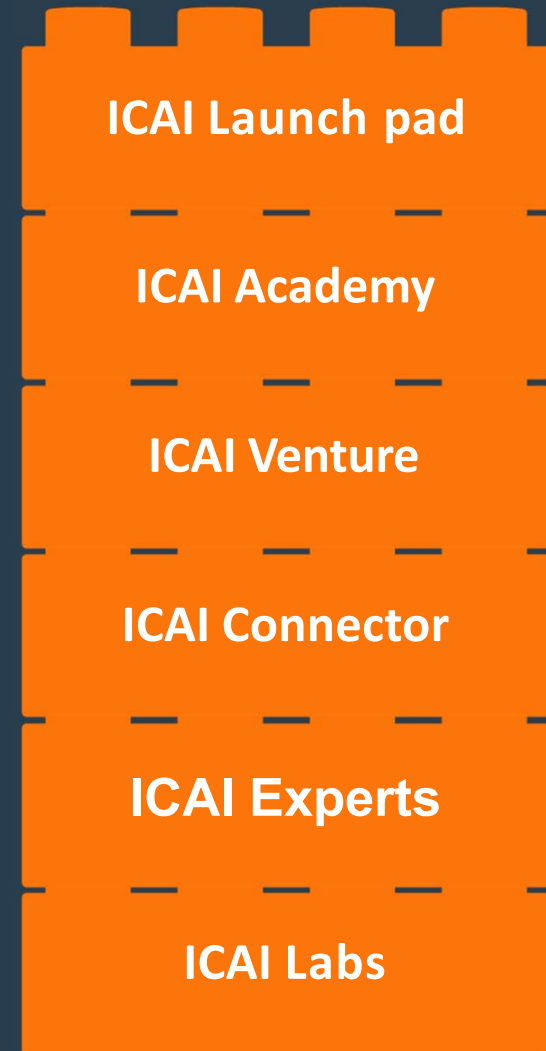 ICAI Launch pad
ICAI Academy
ICAI Venture
ICAI Connector
ICAI Experts
ICAI Labs